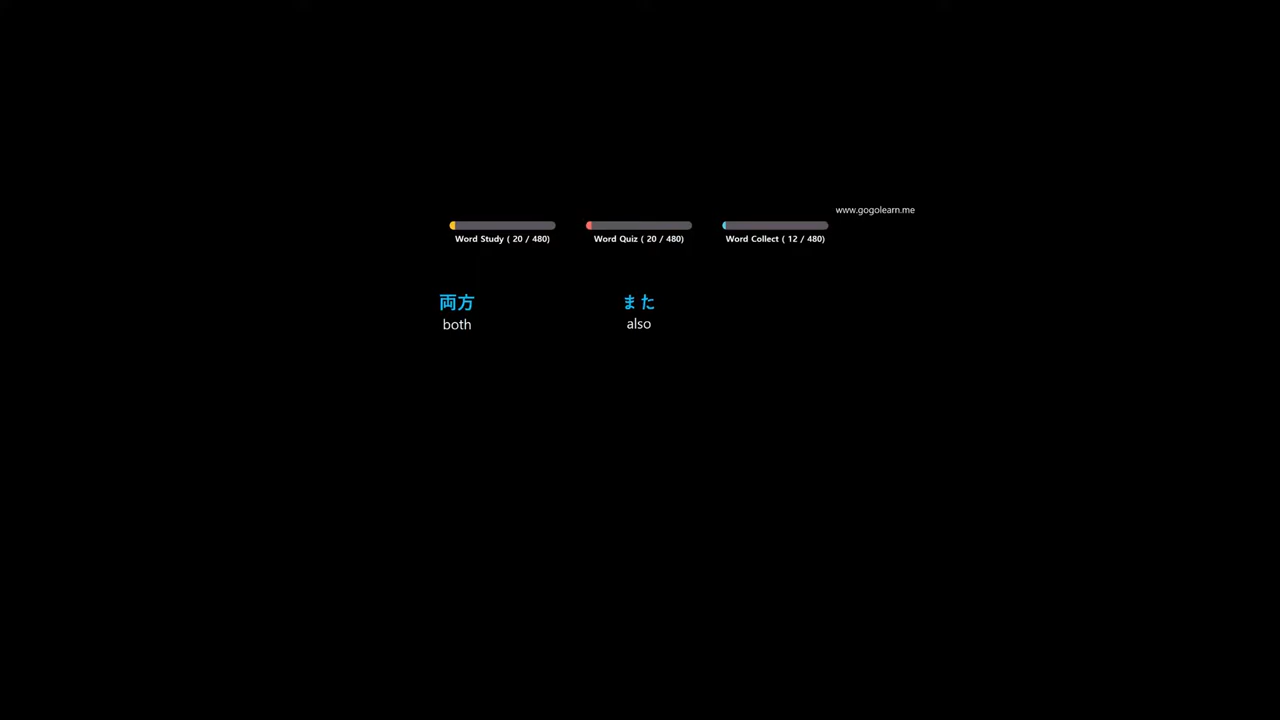 www.gogolearn.me
Word Study ( 20 / 480)
Word Quiz ( 20 / 480)
Word Collect ( 12 / 480)
両方
both
また
also